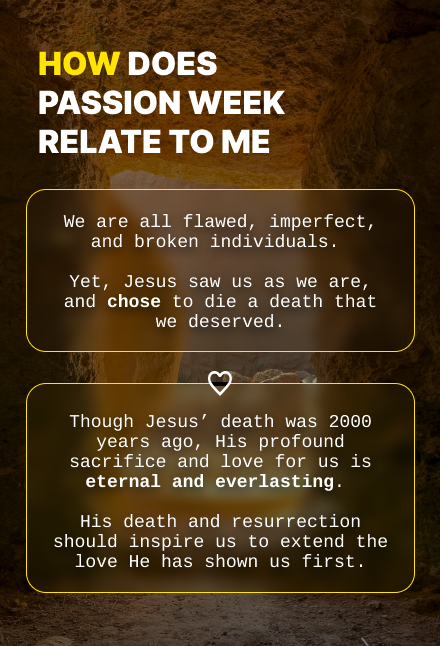 HOW DOES
PASSION WEEK
RELATE TO ME
We are all flawed, imperfect,
and broken individuals.
Yet, Jesus saw us as we are,
and chose to die a death that
we deserved.
Though Jesus’ death was 2000
years ago, His profound
sacrifice and love for us is
eternal and everlasting.
His death and resurrection
should inspire us to extend the
love He has shown us first.